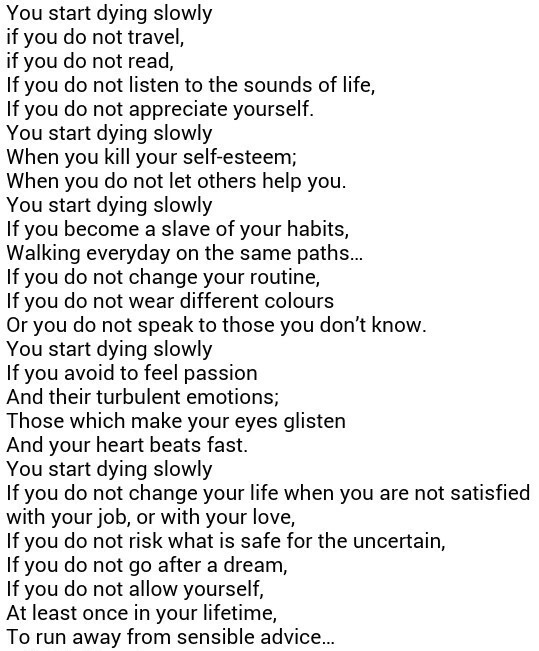 You start dying slowly
if you do not travel,
if you do not read,
If you do not listen to the sounds of life,
If you do not appreciate yourself.
You start dying slowly
When you kill your self-esteem;
When you do not let others help you.
You start dying slowly
If you become a slave of your habits,
Walking everyday on the same paths…
If you do not change your routine,
If you do not wear different colours
Or you do not speak to those you don’t know.
You start dying slowly
If you avoid to feel passion
And their turbulent emotions;
Those which make your eyes glisten
And your heart beats fast.
You start dying slowly
If you do not change your life when you are not satisfied
with your job, or with your love,
If you do not risk what is safe for the uncertain,
If you do not go after a dream,
If you do not allow yourself,
At least once in your lifetime,
To run away from sensible advice…